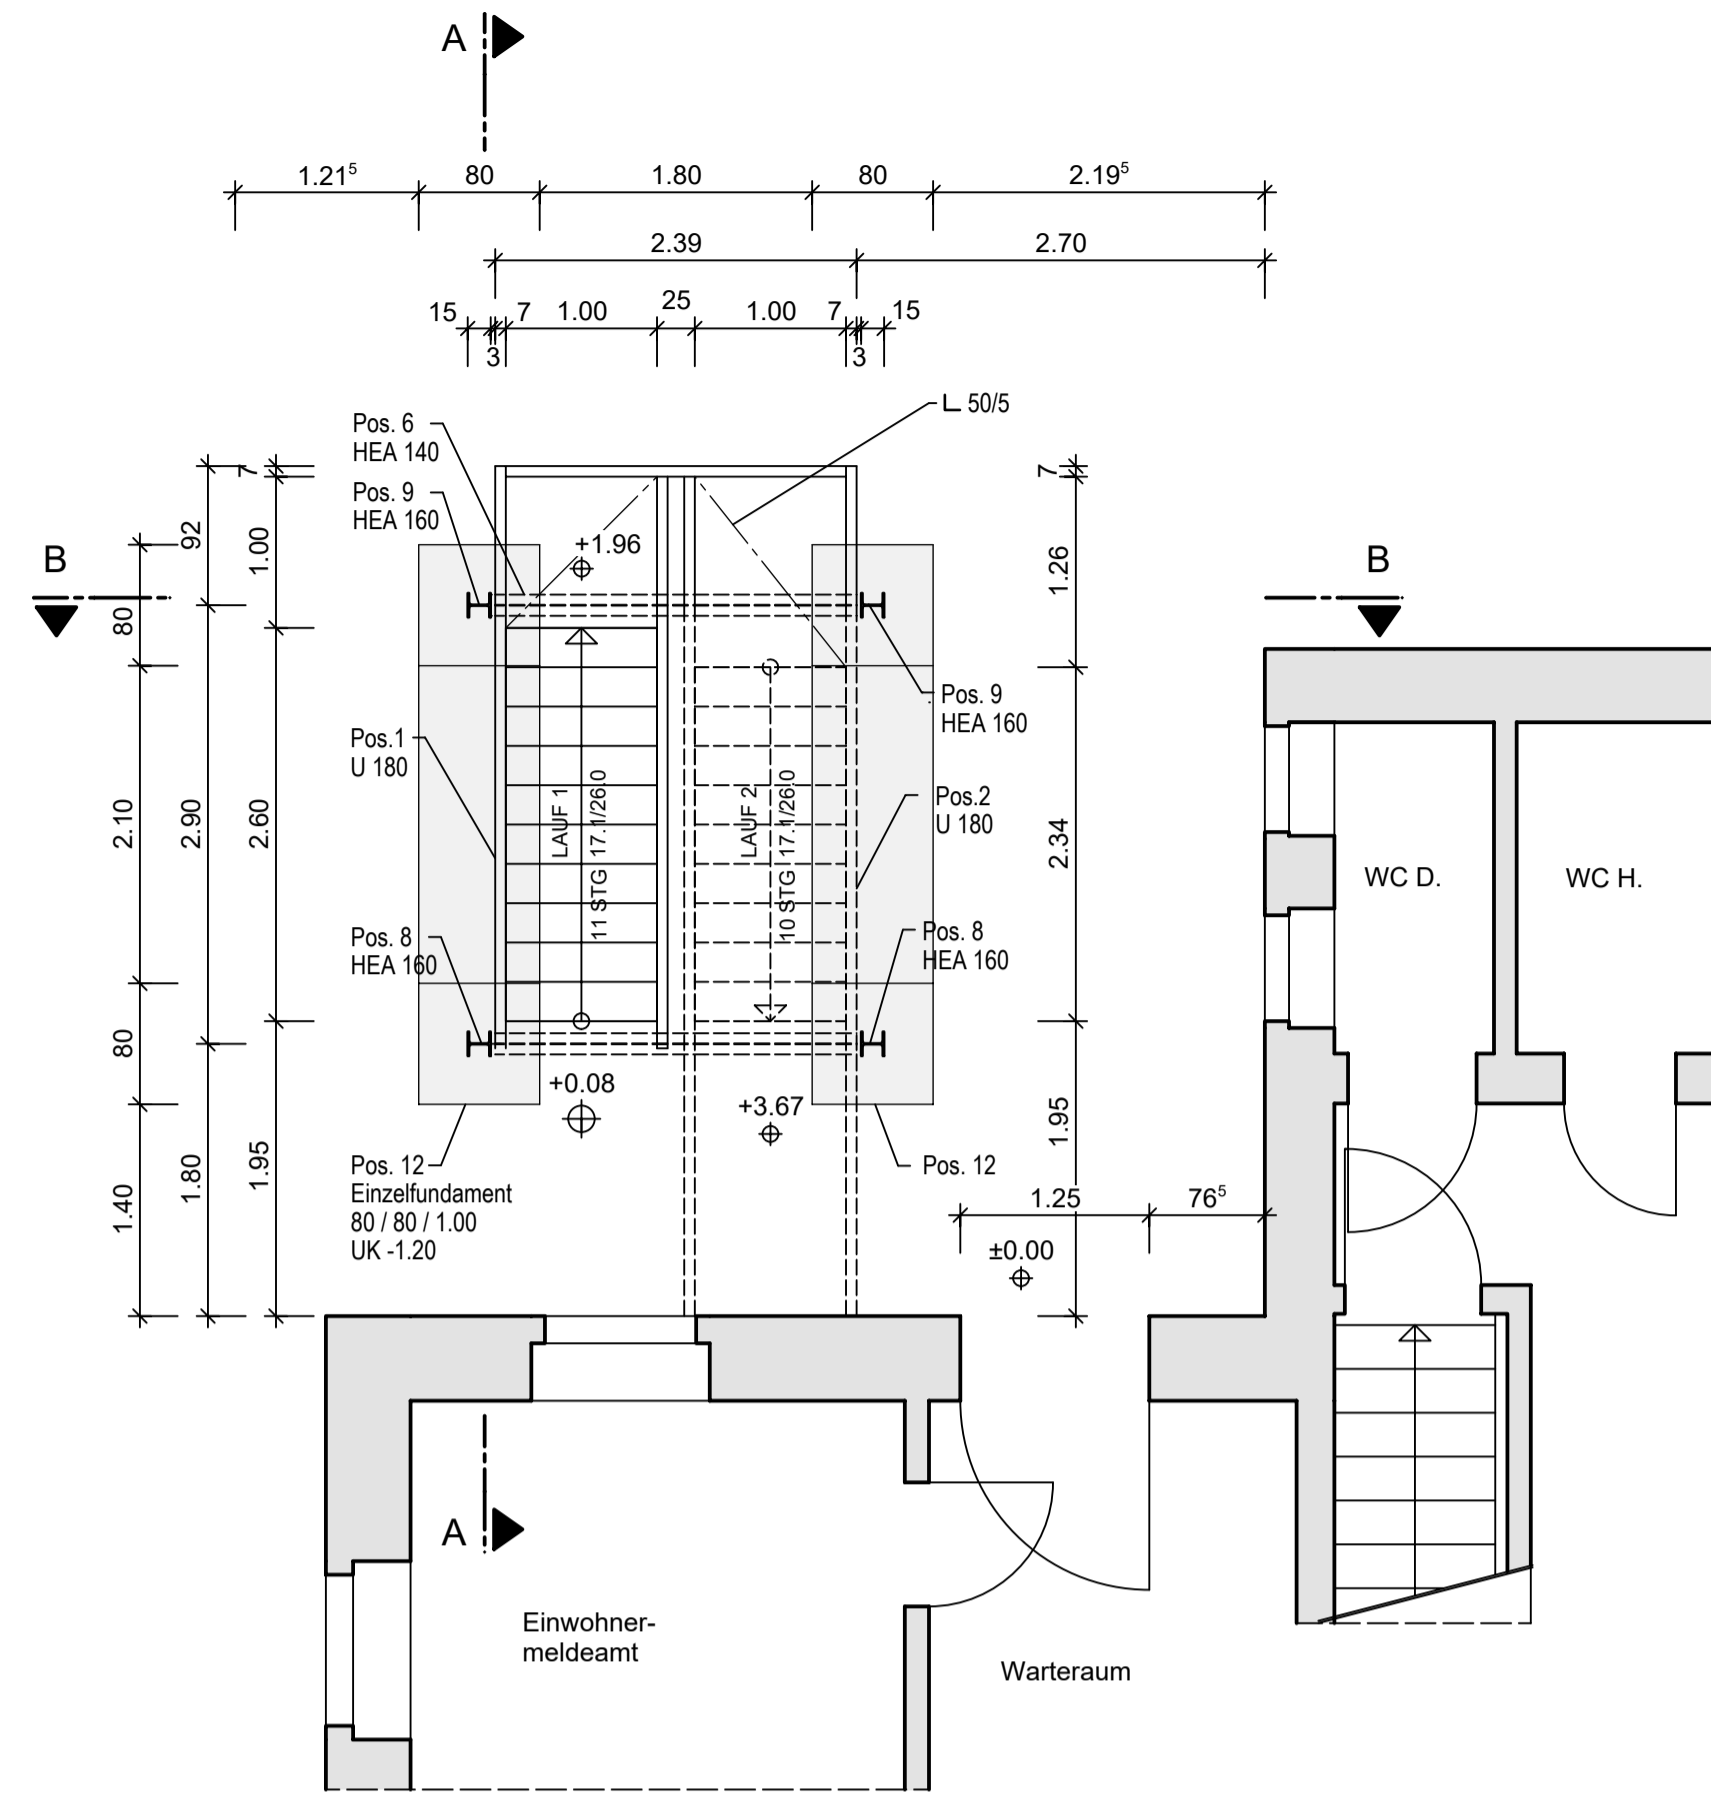 A
1.21⁵ 80 1.80 80 2.19⁵
2.39 2.70
15 3 7 1.00 25 1.00 7 3 15
L 50/5
Pos. 6
HEA 140
Pos. 9
HEA 160
+1.96
7
92
1.00
7
1.26
B
B
80
Pos. 9
HEA 160
Pos.1
U 180
Pos.2
U 180
2.10
2.90
2.60
LAUF 1
11 STG 17.1/26.0
LAUF 2
10 STG 17.1/26.0
2.34
WC D.
WC H.
Pos. 8
HEA 160
Pos. 8
HEA 160
80
+0.08
+3.67
1.95
1.40
1.80
1.95
Pos. 12
Einzelfundament
80 / 80 / 1.00
UK -1.20
Pos. 12
1.25 76⁵
±0.00
A
Einwohner-
meldeamt
Warteraum